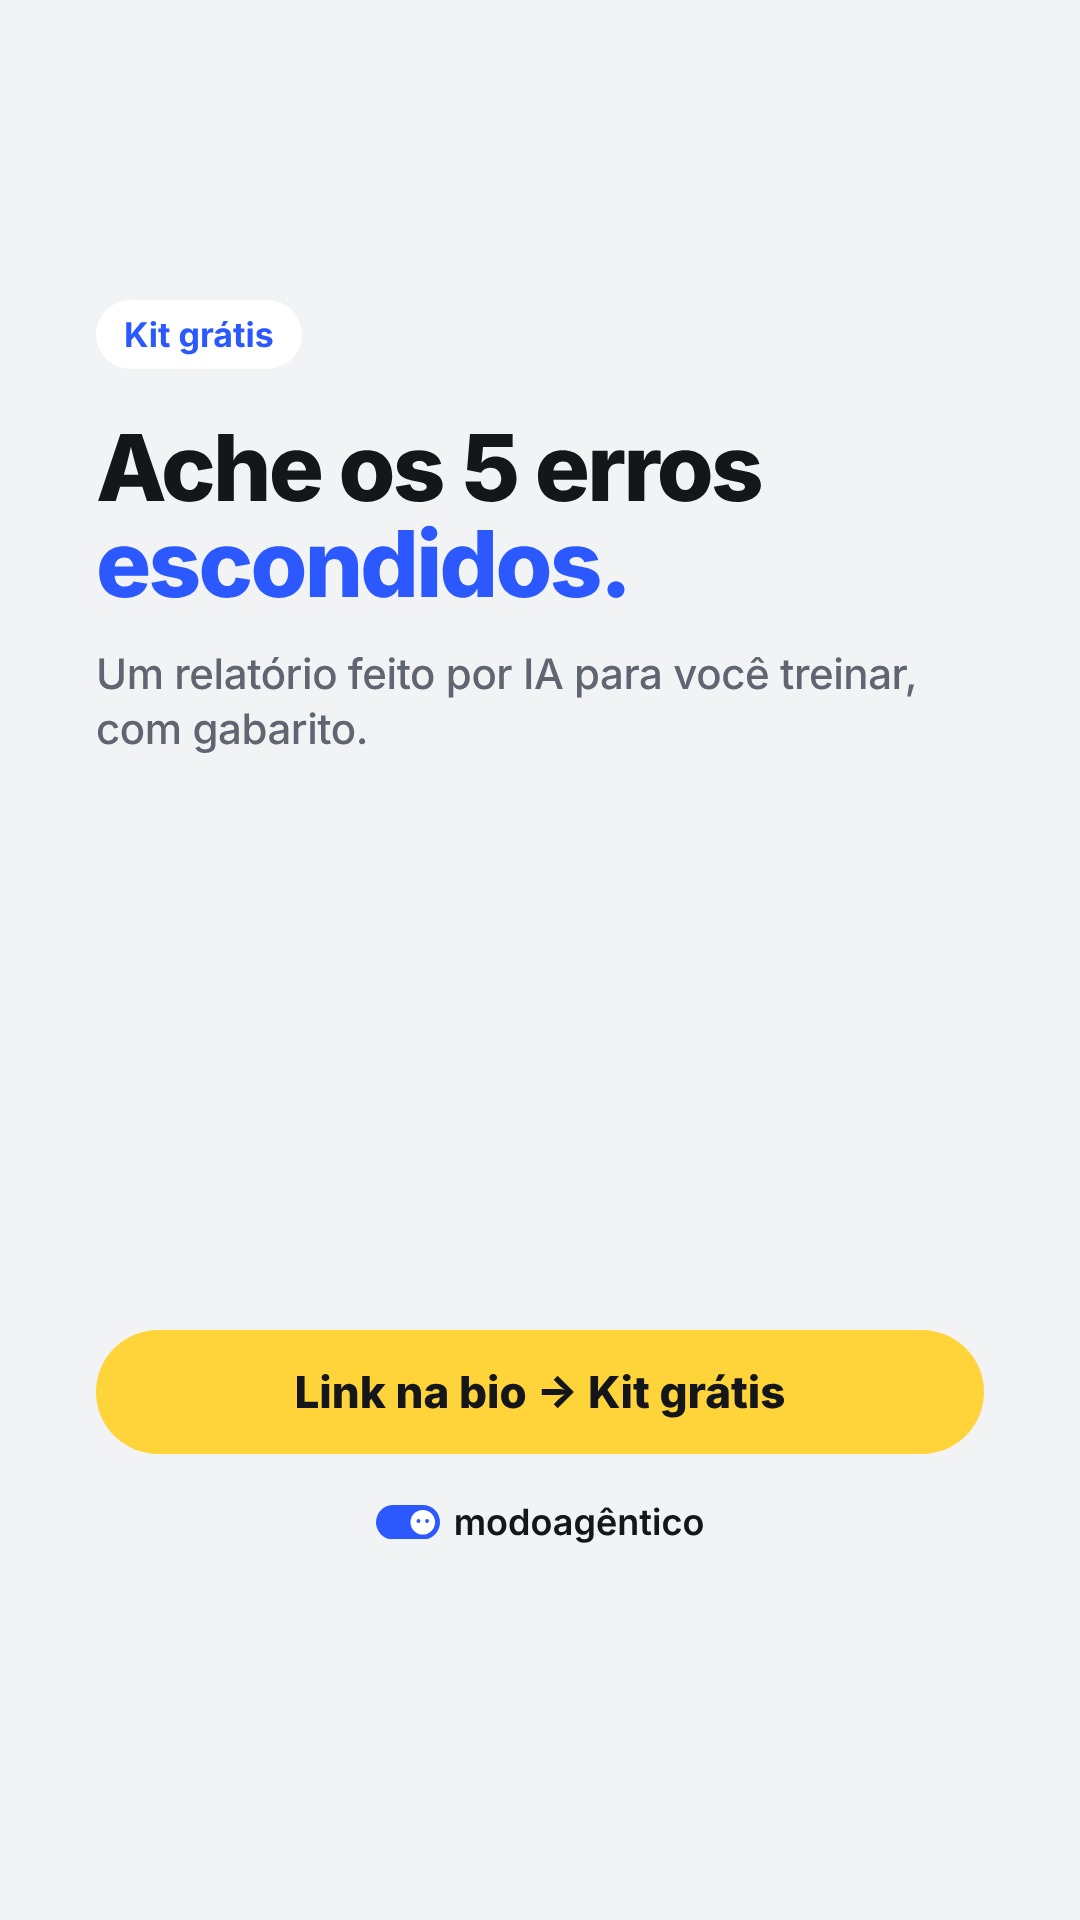 Kit grátis
Ache os 5 erros
escondidos.
Um relatório feito por IA para você treinar,
com gabarito.
Link na bio → Kit grátis
modoagêntico